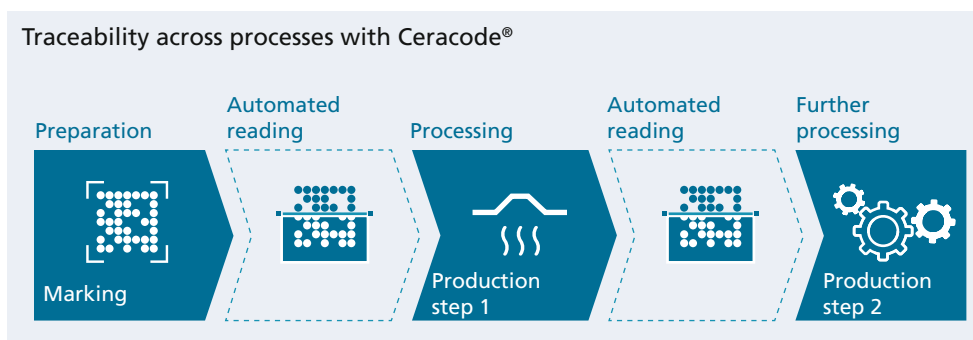 Traceability across processes with Ceracode®
Preparation
Automated
reading
Processing
Automated
reading
Further
processing
Marking
Production
step 1
Production
step 2